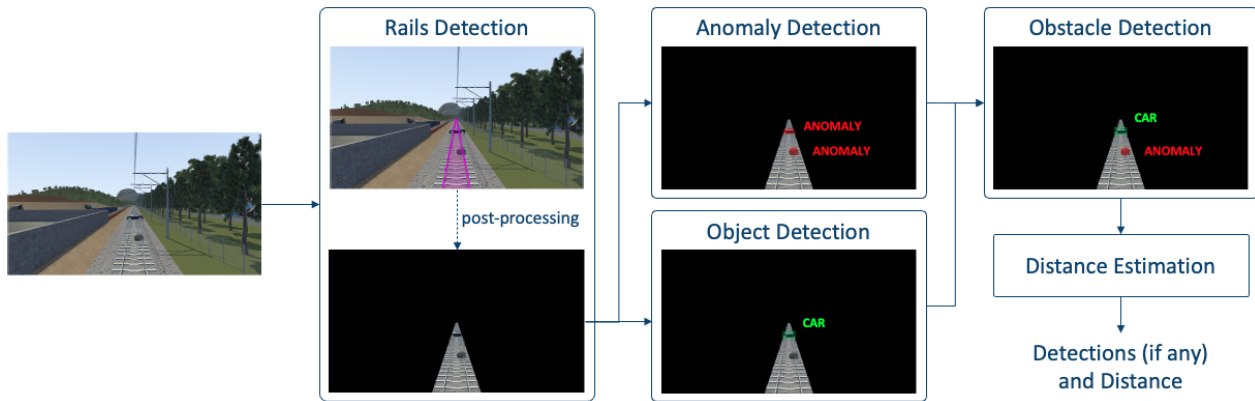 Rails Detection
post-processing
Anomaly Detection
ANOMALY
ANOMALY
Object Detection
CAR
Obstacle Detection
CAR
ANOMALY
Distance Estimation
Detections (if any)
and Distance